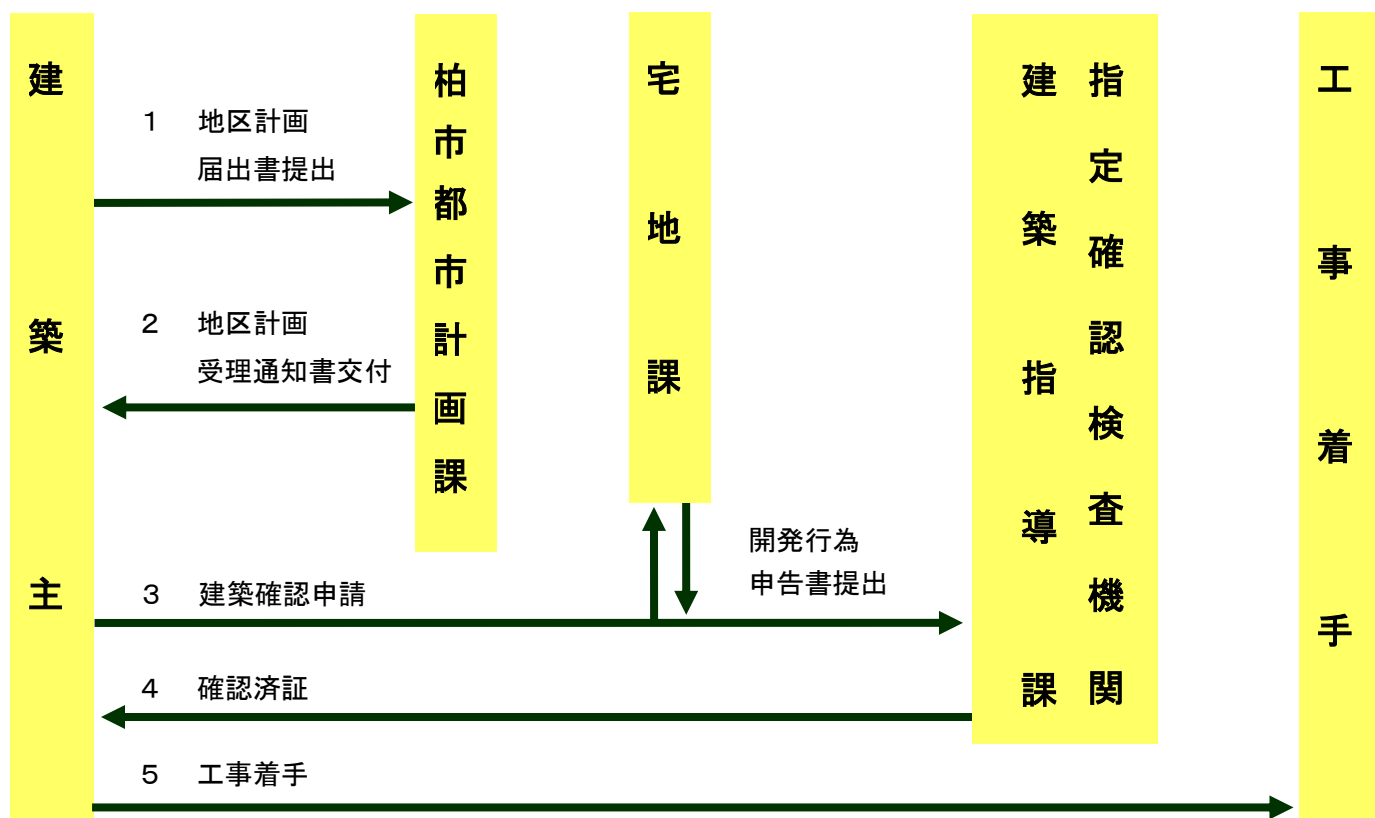 建築主
柏市都市計画課
宅地課
指定確認検査機関
建築指導課
工事着手
１　地区計画
届出書提出
２　地区計画
受理通知書交付
開発行為
申告書提出
３　建築確認申請
４　確認済証
５　工事着手